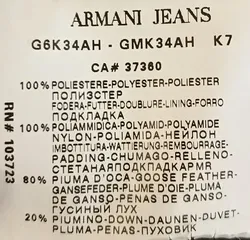 ARMANI JEANS
G6K34AH - GMK34AH K7
CA# 37360
RN# 103723
100% POLIESTERE-POLYESTER-POLIESTER
ПОЛИЭСТЕР
FODERA-FUTTER-DOUBLURE-LINING-FORRO
ПОДКЛАДКА
100% POLIAMMIDICA-POLYAMID-POLYAMIDE
NYLON-POLIAMIDA-НЕЙЛОН
IMBOTTITURA-WATTIERUNG-REMBOURRAGE-
PADDING-CHUMAGO-RELLENO-
СТЕГАНАЯПОДКЛАДКАРП
80% PIUMA D'OCA-GOOSE FEATHER-
GANSEFEDER-PLUME D'OIE-PLUMA
DE GANSO-PENAS DE GANSO-
ГУСИНЫЙ ПУХ
20% PIUMINO-DOWN-DAUNEN-DUVET-
PLUMA-PENAS-ПУХОВИК